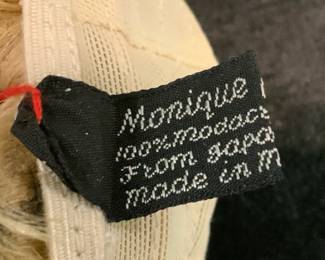 Monique
100% modac
From Japa
made in m